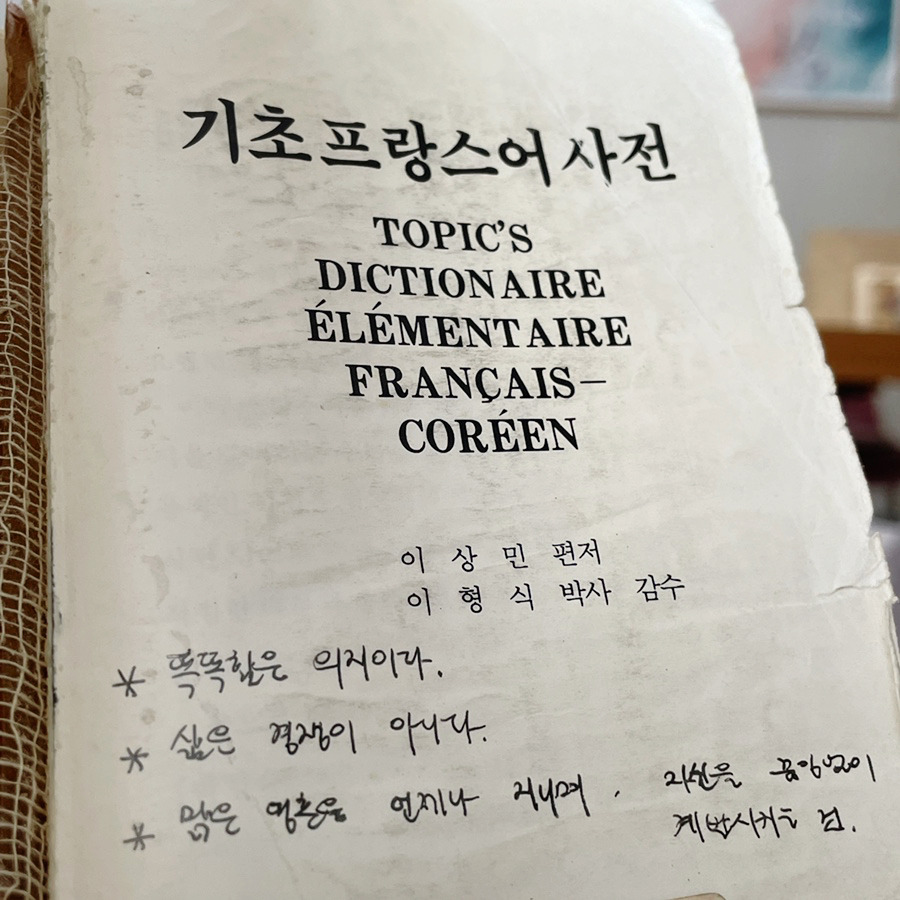 기초 프랑스어 사전
TOPIC'S
DICTIONAIRE
ÉLÉMENTAIRE
FRANÇAIS–
CORÉEN
이 상 민 편저
이 형 식 박사 감수
* 똑똑함은 의지이다.
* 삶은 경쟁이 아니다.
* 맑은 영혼을 언제나 지니며, 자신을 끊임없이
계발시키는 것.